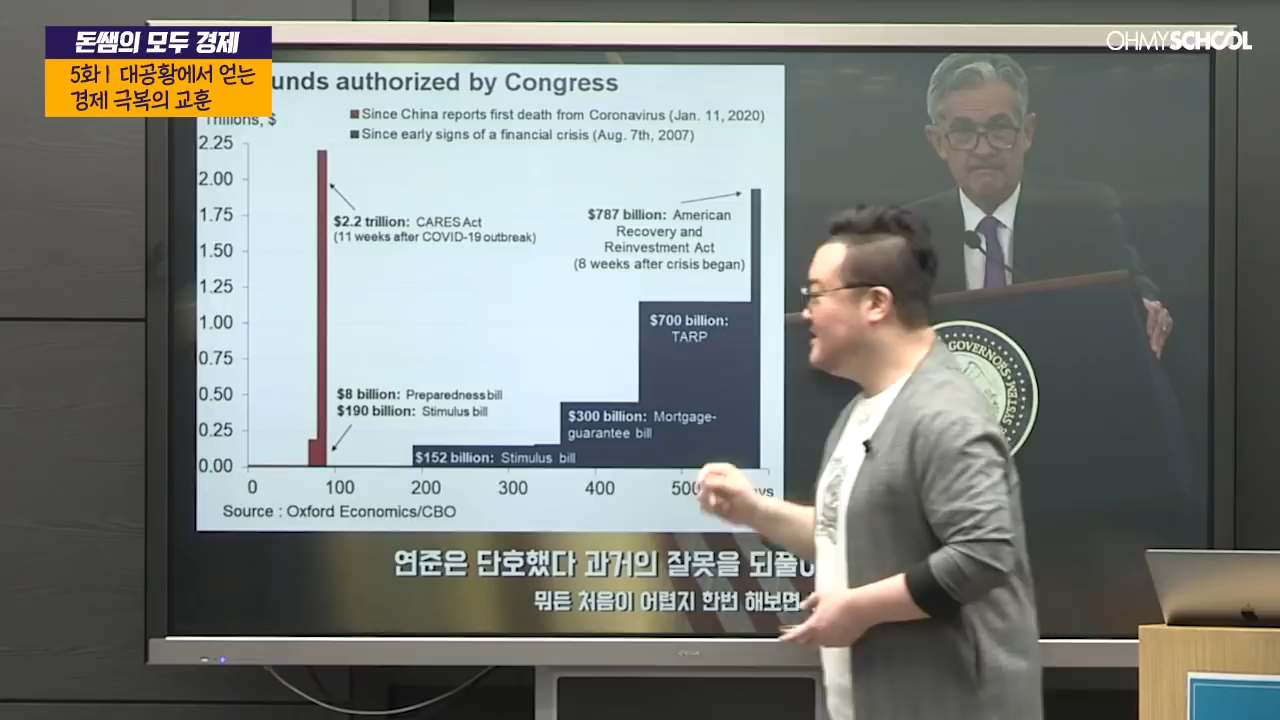 돈쌤의 모두 경제
5화 | 대공황에서 얻는
경제 극복의 교훈
OHMYSCHOOL
unds authorized by Congress
Trillions, $
Since China reports first death from Coronavirus (Jan. 11, 2020)
Since early signs of a financial crisis (Aug. 7th, 2007)
2.25
2.00
1.75
1.50
1.25
1.00
0.75
0.50
0.25
0.00
$2.2 trillion: CARES Act
(11 weeks after COVID-19 outbreak)
$787 billion: American
Recovery and
Reinvestment Act
(8 weeks after crisis began)
$700 billion:
TARP
$8 billion: Preparedness bill
$190 billion: Stimulus bill
$300 billion: Mortgage-
guarantee bill
$152 billion: Stimulus bill
0 100 200 300 400 500
Source : Oxford Economics/CBO
GOVERNORS
SYSTEM
연준은 단호했다 과거의 잘못을
뭐든 처음이 어렵지 한번 해보면